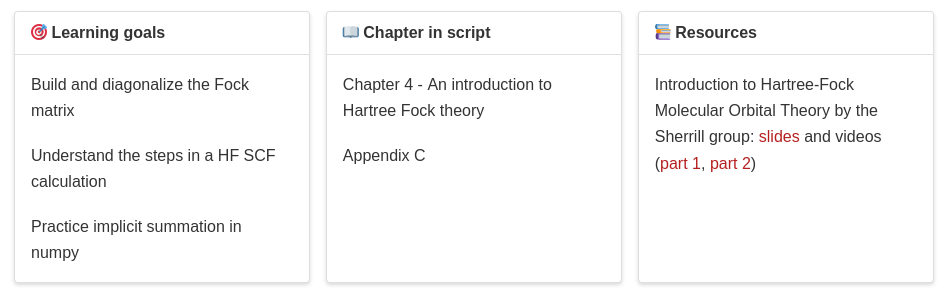 Learning goals
Build and diagonalize the Fock
matrix
Understand the steps in a HF SCF
calculation
Practice implicit summation in
numpy
Chapter in script
Chapter 4 - An introduction to
Hartree Fock theory
Appendix C
Resources
Introduction to Hartree-Fock
Molecular Orbital Theory by the
Sherrill group: slides and videos
(part 1, part 2)